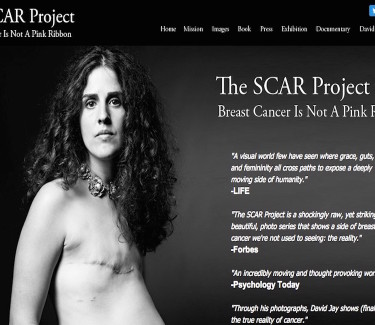 SCAR Project
Is Not A Pink Ribbon
Home Mission Images Book Press Exhibition Documentary David
The SCAR Project
Breast Cancer Is Not A Pink R
"A visual world few have seen where grace, guts,
and femininity all cross paths to expose a deeply
moving side of humanity."
-LIFE
"The SCAR Project is a shockingly raw, yet striking
beautiful, photo series that shows a side of breast
cancer we're not used to seeing: the reality."
-Forbes
"An incredibly moving and thought provoking wor
-Psychology Today
"Through his photographs, David Jay shows (final
the true reality of cancer."